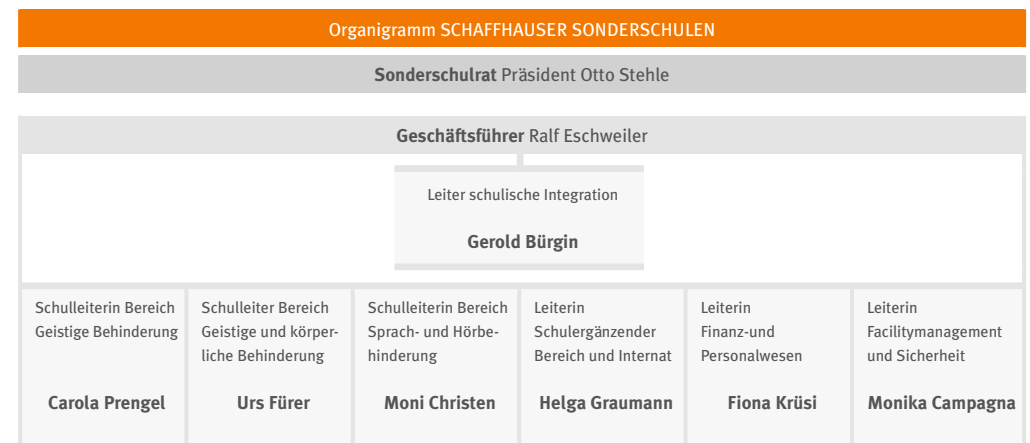 Organigramm SCHAFFHAUSER SONDERSCHULEN
Sonderschulrat Präsident Otto Stehle
Geschäftsführer Ralf Eschweiler
Leiter schulische Integration
Gerold Bürgin
Schulleiterin Bereich
Geistige Behinderung
Carola Prengel
Schulleiter Bereich
Geistige und körper-
liche Behinderung
Urs Fürer
Schulleiterin Bereich
Sprach- und Hörbe-
hinderung
Moni Christen
Leiterin
Schulergänzender
Bereich und Internat
Helga Graumann
Leiterin
Finanz-und
Personalwesen
Fiona Krüsi
Leiterin
Facilitymanagement
und Sicherheit
Monika Campagna